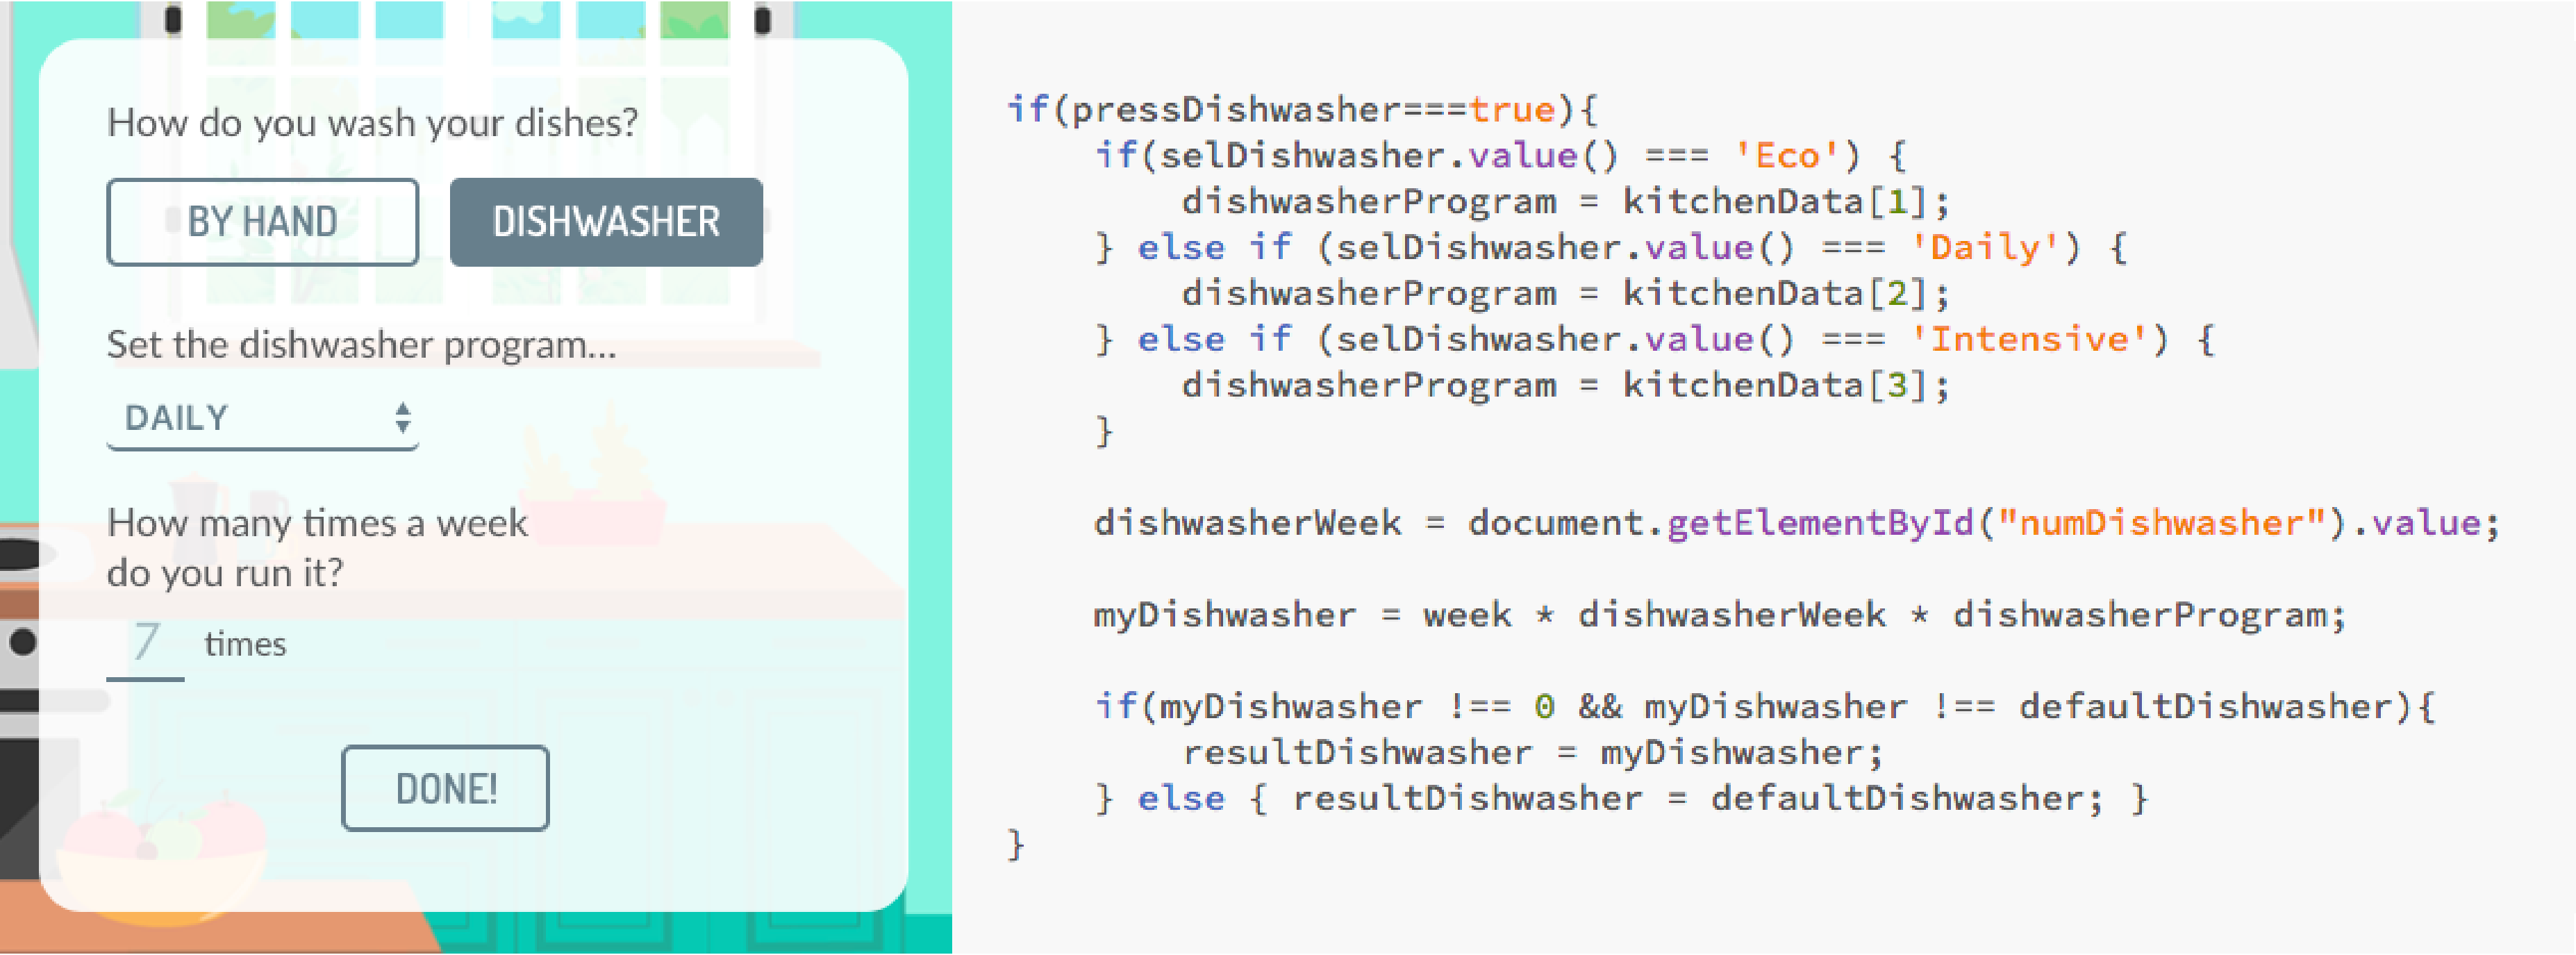 How do you wash your dishes?
BY HAND
DISHWASHER
Set the dishwasher program...
DAILY
How many times a week
do you run it?
7 times
DONE!
if(pressDishwasher===true){
    if(selDishwasher.value() === 'Eco') {
        dishwasherProgram = kitchenData[1];
    } else if (selDishwasher.value() === 'Daily') {
        dishwasherProgram = kitchenData[2];
    } else if (selDishwasher.value() === 'Intensive') {
        dishwasherProgram = kitchenData[3];
    }
    dishwasherWeek = document.getElementById("numDishwasher").value;
    myDishwasher = week * dishwasherWeek * dishwasherProgram;
    if(myDishwasher !== 0 && myDishwasher !== defaultDishwasher){
        resultDishwasher = myDishwasher;
    } else { resultDishwasher = defaultDishwasher; }
}